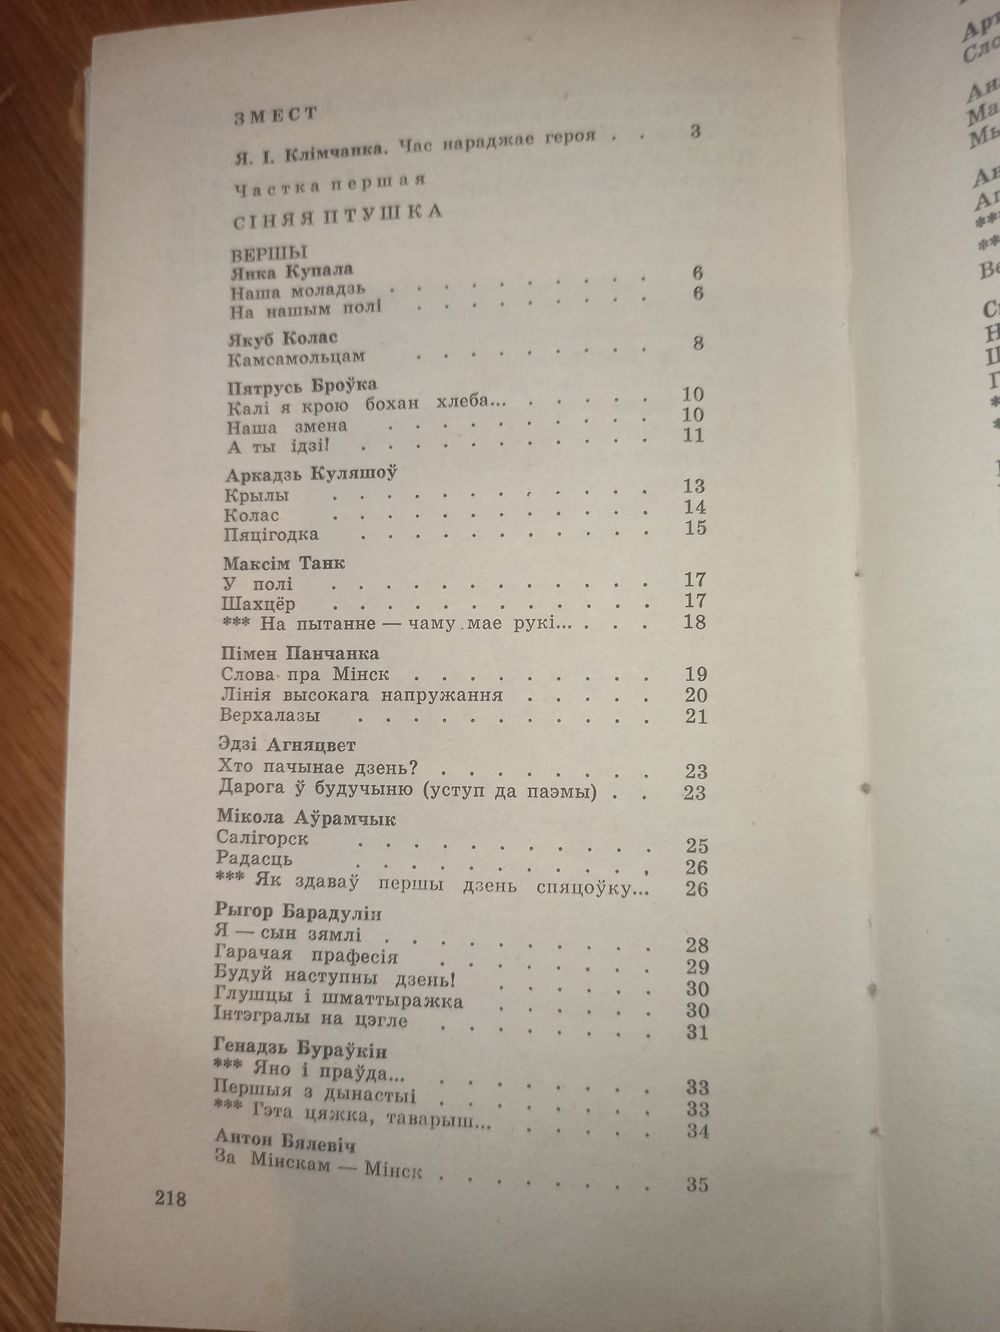 ЗМЕСТ
Я. І. Клімчанка. Час нараджае героя . . 3
Частка першая
СІНЯЯ ПТУШКА
ВЕРШЫ
Янка Купала
Наша моладзь . . . . . . . . . . 6
На нашым полі . . . . . . . . . 6
Якуб Колас
Камсамольцам . . . . . . . . . 8
Пятрусь Броўка
Калі я крою бохан хлеба... . . . . . 10
Наша змена . . . . . . . . . . 10
А ты ідзі! . . . . . . . . . . . 11
Аркадзь Куляшоў
Крылы . . . . . . . . . . . . 13
Колас . . . . . . . . . . . . 14
Пяцігодка . . . . . . . . . . . 15
Максім Танк
У полі . . . . . . . . . . . . 17
Шахцёр . . . . . . . . . . . . 17
*** На пытанне — чаму мае рукі... . . . 18
Пімен Панчанка
Слова пра Мінск . . . . . . . . . 19
Лінія высокага напружання . . . . . 20
Верхалазы . . . . . . . . . . . 21
Эдзі Агняцвет
Хто пачынае дзень? . . . . . . . . 23
Дарога ў будучыню (уступ да паэмы) . . 23
Мікола Аўрамчык
Салігорск . . . . . . . . . . . 25
Радасць . . . . . . . . . . . 26
*** Як здаваў першы дзень спяцоўку... 26
Рыгор Барадулін
Я — сын зямлі . . . . . . . . . . 28
Гарачая прафесія . . . . . . . . 29
Будуй наступны дзень! . . . . . . 30
Глушцы і шматтыражка . . . . . . 30
Інтэгралы на цэгле . . . . . . . . 31
Генадзь Бураўкін
*** Яно і праўда... . . . . . . . . 33
Першыя з дынастыі . . . . . . . . 33
*** Гэта цяжка, таварыш... . . . . . 34
Антон Бялевіч
За Мінскам — Мінск . . . . . . . . 35
218